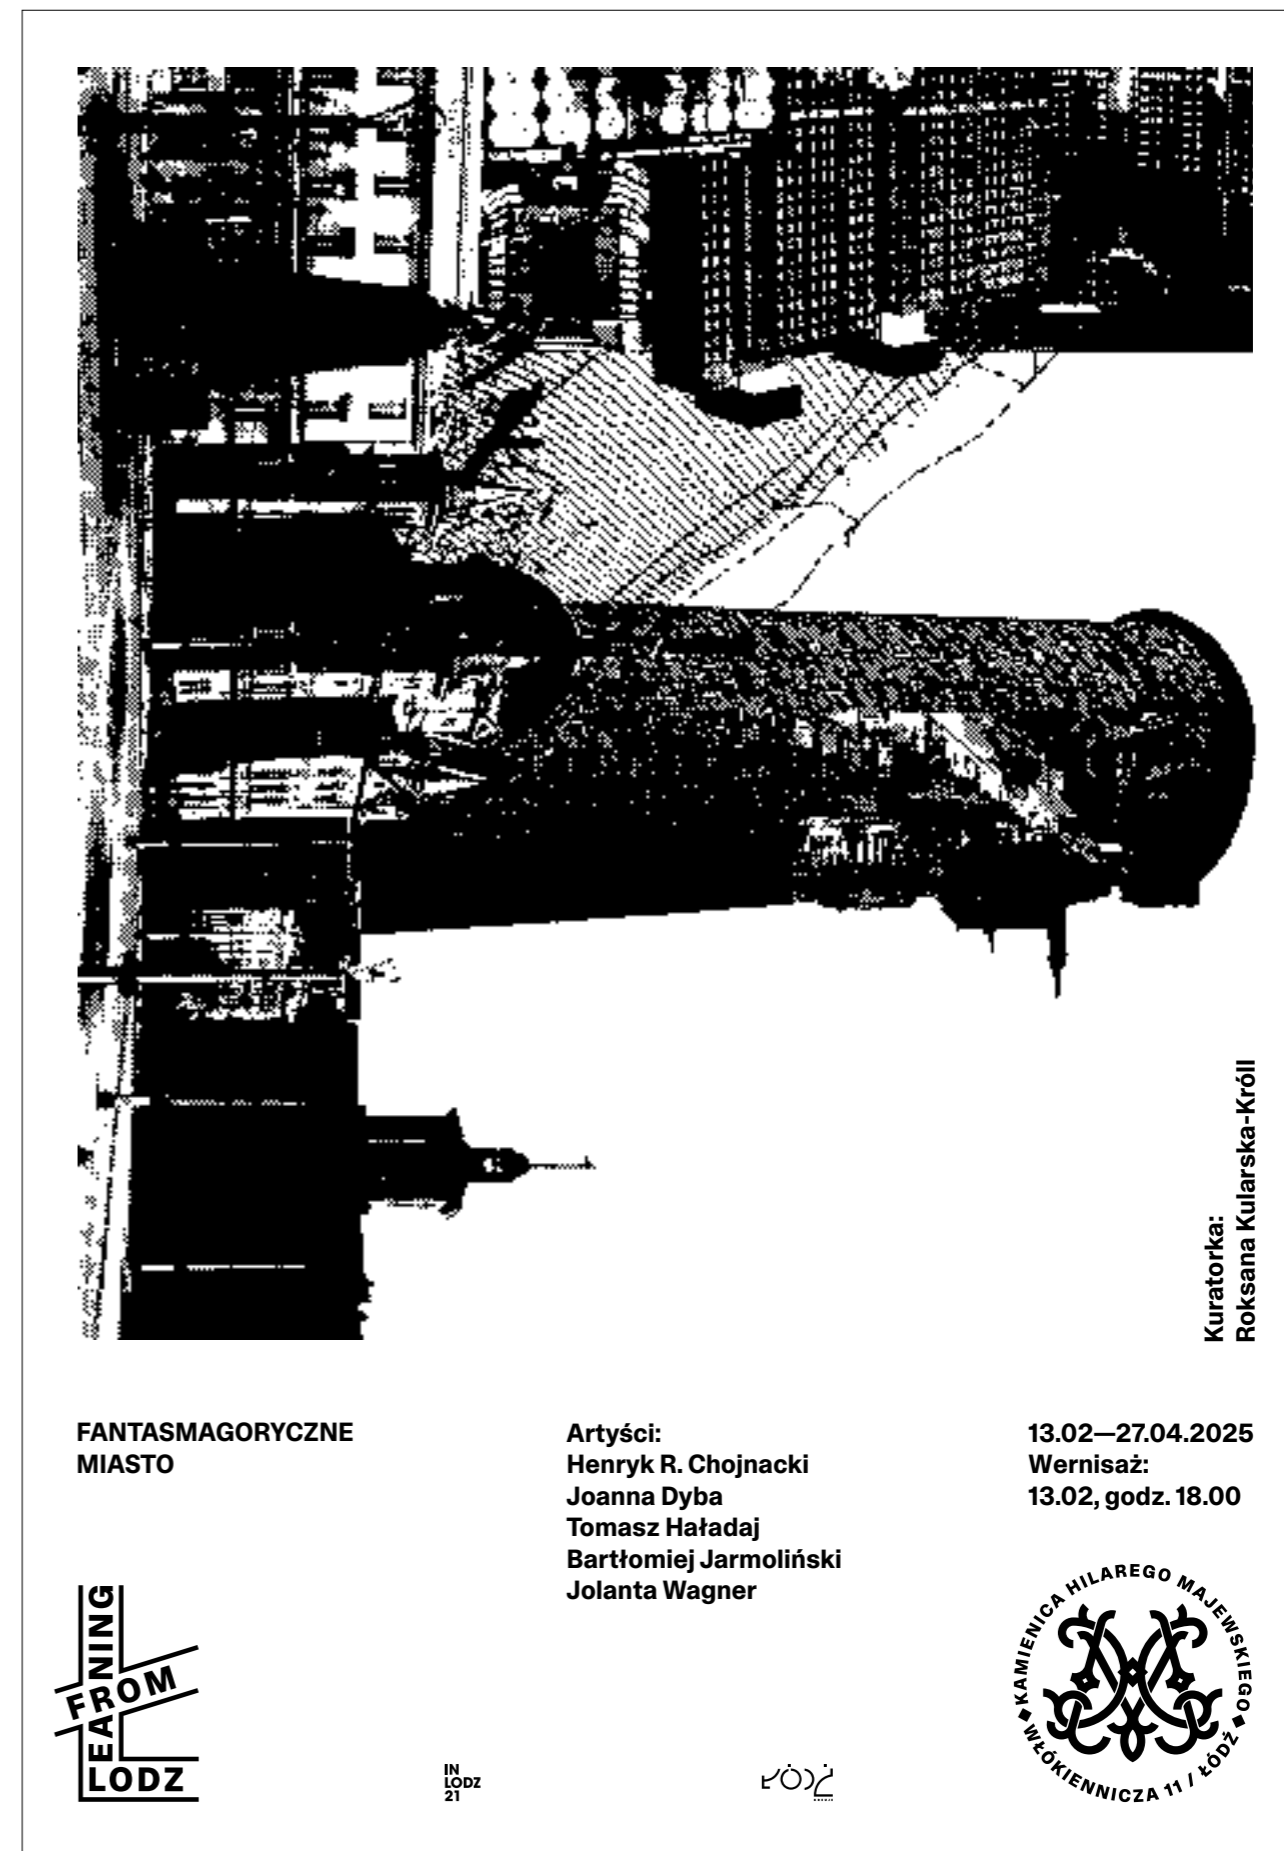 Kuratorka:
Roksana Kularska-Króll
FANTASMAGORYCZNE
MIASTO
Artyści:
Henryk R. Chojnacki
Joanna Dyba
Tomasz Haładaj
Bartłomiej Jarmoliński
Jolanta Wagner
13.02—27.04.2025
Wernisaż:
13.02, godz. 18.00
LEARNING
FROM
LODZ
IN
LODZ
21
ŁÓDŹ
KAMIENICA HILAREGO MAJEWSKIEGO
WŁÓKIENNICZA 11 / ŁÓDŹ